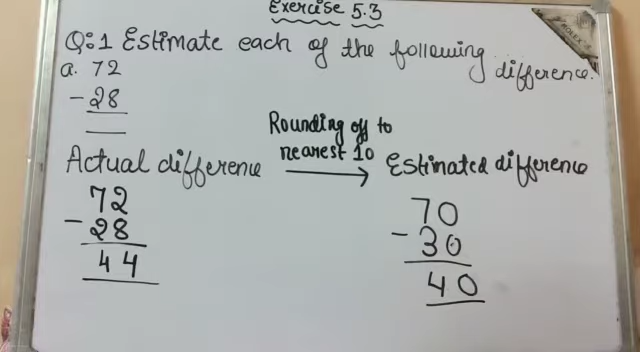 Exercise 5.3
Q:1 Estimate each of the following difference.
a. 72
- 28
Rounding off to
nearest 10
Actual difference Estimated difference
72
- 28
44
70
- 30
40
ROLEX